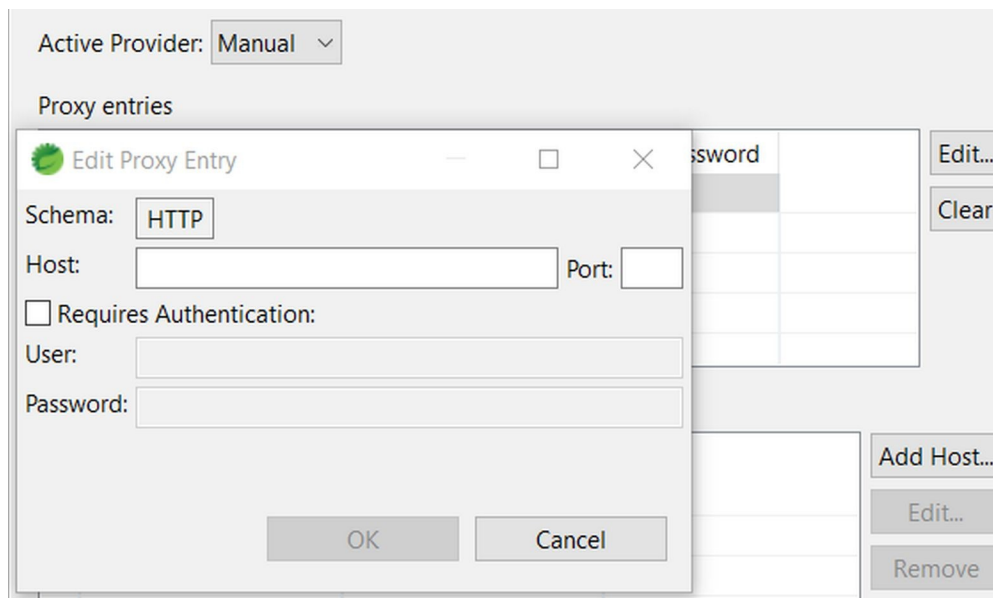 Active Provider: Manual
Proxy entries
Edit Proxy Entry
ssword
Edit...
Clear
Schema: HTTP
Host:
Port:
Requires Authentication:
User:
Password:
OK
Cancel
Add Host...
Edit...
Remove